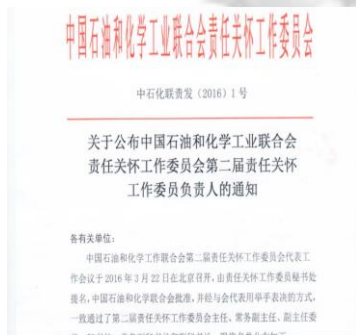 中国石油和化学工业联合会责任关怀工作委员会
中石化联责发（2016）1号
关于公布中国石油和化学工业联合会
责任关怀工作委员会第二届责任关怀
工作委员负责人的通知
各有关单位：
中国石油和化学工作联合会第二届责任关怀工作委员会代表工
作会议于 2016 年 3 月 22 日在北京召开，由责任关怀工作委员秘书处
提名，中国石油和化学联合会批准，并经与会代表用举手表决的方式，
一致通过了第二届责任关怀工作委员会主任、常务副主任、副主任委